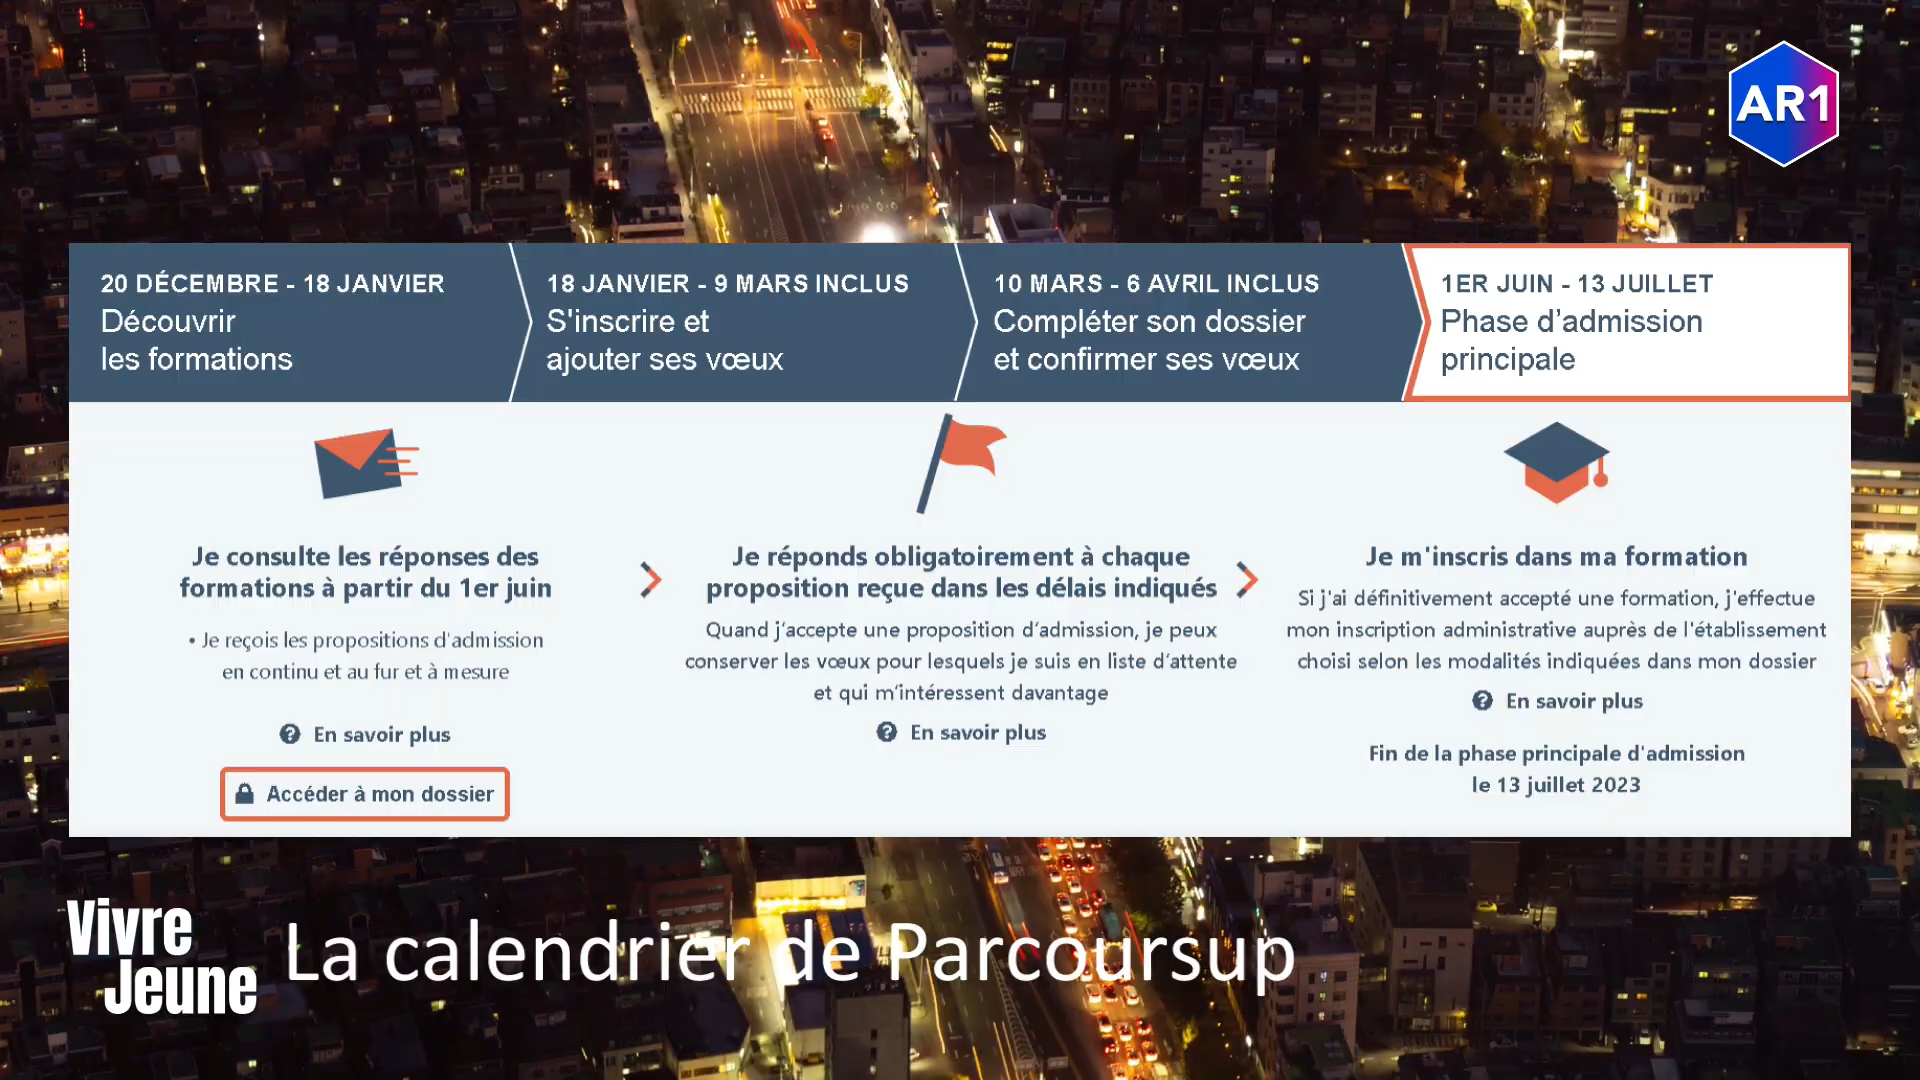 AR1
20 DÉCEMBRE - 18 JANVIER
Découvrir
les formations
18 JANVIER - 9 MARS INCLUS
S'inscrire et
ajouter ses vœux
10 MARS - 6 AVRIL INCLUS
Compléter son dossier
et confirmer ses vœux
1ER JUIN - 13 JUILLET
Phase d’admission
principale
Je consulte les réponses des
formations à partir du 1er juin
• Je reçois les propositions d'admission
en continu et au fur et à mesure
? En savoir plus
Accéder à mon dossier
Je réponds obligatoirement à chaque
proposition reçue dans les délais indiqués
Quand j’accepte une proposition d’admission, je peux
conserver les vœux pour lesquels je suis en liste d’attente
et qui m’intéressent davantage
? En savoir plus
Je m'inscris dans ma formation
Si j'ai définitivement accepté une formation, j'effectue
mon inscription administrative auprès de l'établissement
choisi selon les modalités indiquées dans mon dossier
? En savoir plus
Fin de la phase principale d'admission
le 13 juillet 2023
Vivre
Jeune
La calendrier de Parcoursup